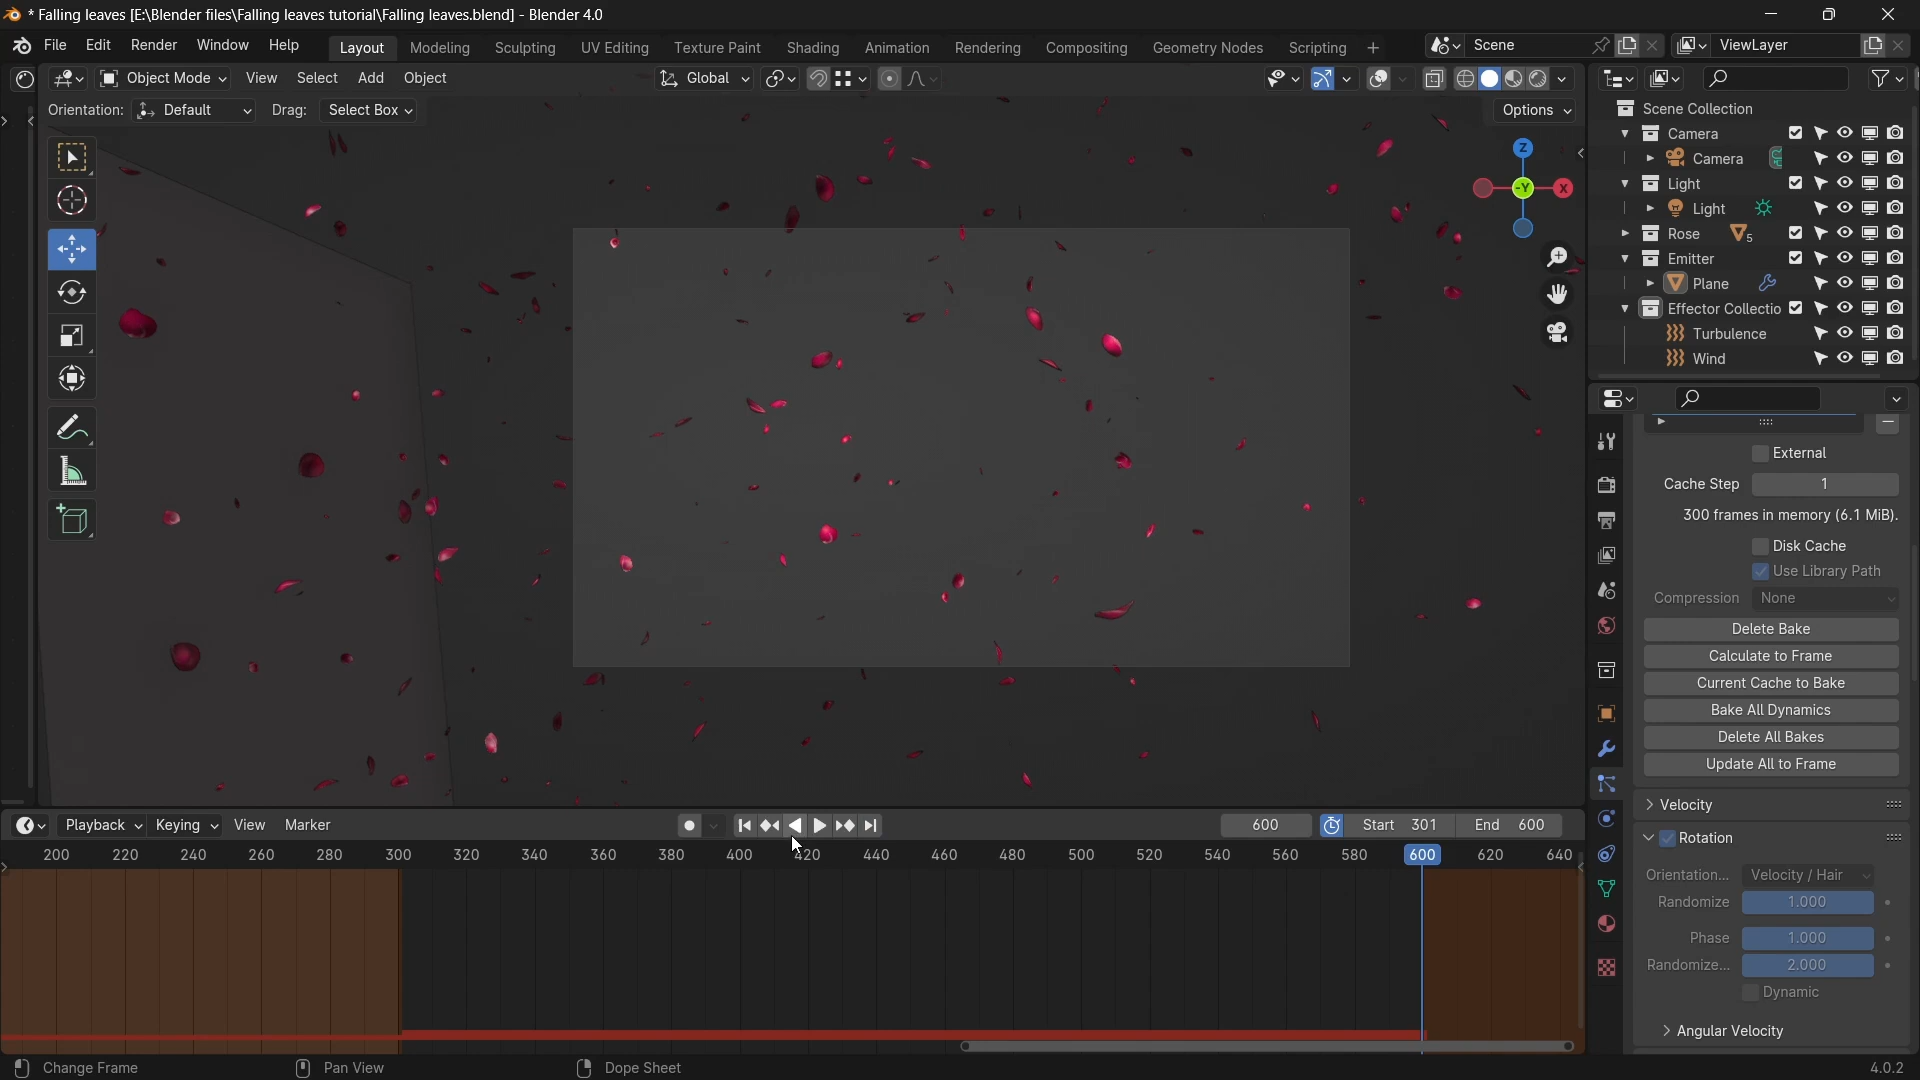 * Falling leaves [E:\Blender files\Falling leaves tutorial\Falling leaves.blend] - Blender 4.0
File Edit Render Window Help Layout Modeling Sculpting UV Editing Texture Paint Shading Animation Rendering Compositing Geometry Nodes Scripting + Scene ViewLayer
Object Mode View Select Add Object Global
Orientation: Default Drag: Select Box Options
Z
-Y X
Scene Collection
Camera
Camera
Light
Light
Rose 5
Emitter
Plane
Effector Collectio
Turbulence
Wind
External
Cache Step 1
300 frames in memory (6.1 MiB).
Disk Cache
Use Library Path
Compression None
Delete Bake
Calculate to Frame
Current Cache to Bake
Bake All Dynamics
Delete All Bakes
Update All to Frame
Velocity
Rotation
Orientation... Velocity / Hair
Randomize 1.000
Phase 1.000
Randomize... 2.000
Dynamic
Angular Velocity
Playback Keying View Marker 600 Start 301 End 600
200 220 240 260 280 300 320 340 360 380 400 420 440 460 480 500 520 540 560 580 600 620 640
Change Frame Pan View Dope Sheet 4.0.2